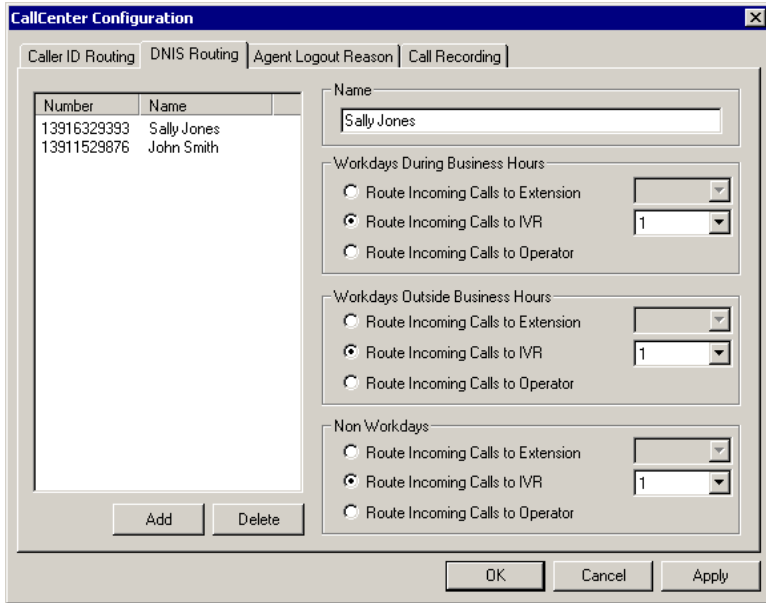 CallCenter Configuration
Caller ID Routing DNIS Routing Agent Logout Reason Call Recording
Number Name
13916329393 Sally Jones
13911529876 John Smith
Add Delete
Name
Sally Jones
Workdays During Business Hours
Route Incoming Calls to Extension
Route Incoming Calls to IVR 1
Route Incoming Calls to Operator
Workdays Outside Business Hours
Route Incoming Calls to Extension
Route Incoming Calls to IVR 1
Route Incoming Calls to Operator
Non Workdays
Route Incoming Calls to Extension
Route Incoming Calls to IVR 1
Route Incoming Calls to Operator
OK Cancel Apply